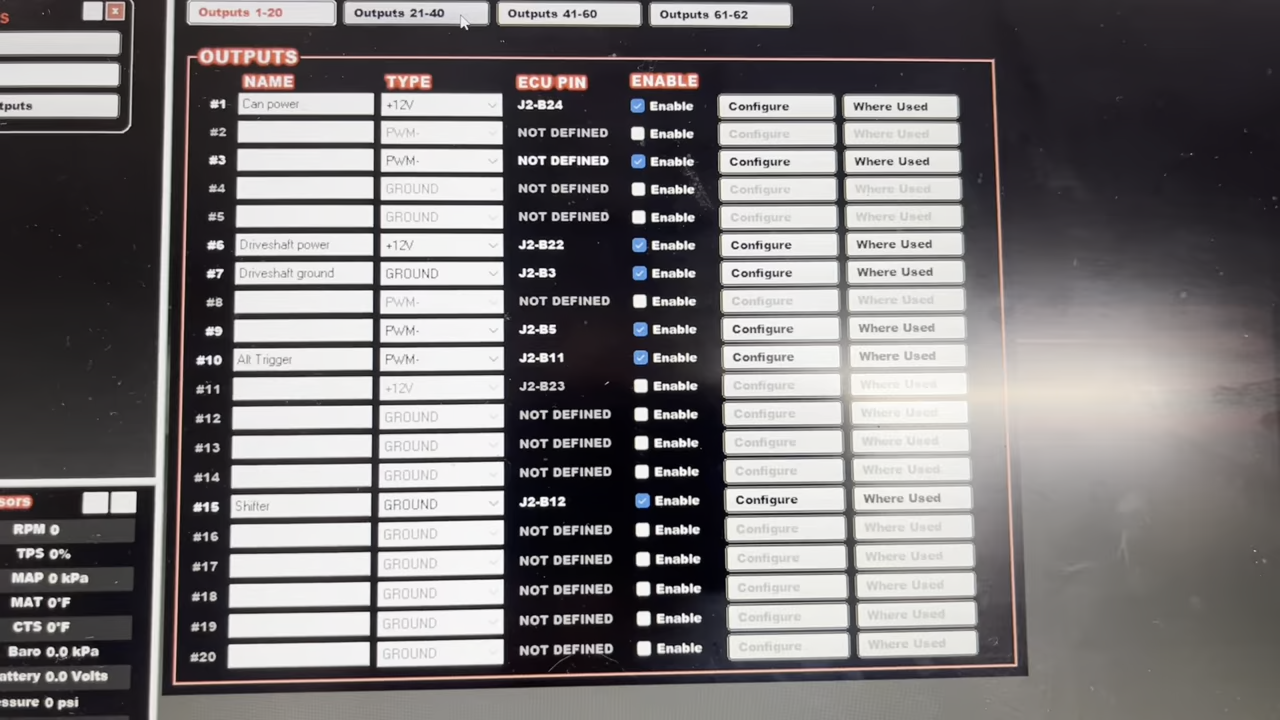 S
Outputs 1-20 Outputs 21-40 Outputs 41-60 Outputs 61-62
tputs
OUTPUTS
NAME TYPE ECU PIN ENABLE
#1 Can power +12V J2-B24 Enable Configure Where Used
#2 PWM- NOT DEFINED Enable Configure Where Used
#3 PWM- NOT DEFINED Enable Configure Where Used
#4 GROUND NOT DEFINED Enable Configure Where Used
#5 GROUND NOT DEFINED Enable Configure Where Used
#6 Driveshaft power +12V J2-B22 Enable Configure Where Used
#7 Driveshaft ground GROUND J2-B3 Enable Configure Where Used
#8 PWM- NOT DEFINED Enable Configure Where Used
#9 PWM- J2-B5 Enable Configure Where Used
#10 Alt Trigger PWM- J2-B11 Enable Configure Where Used
#11 +12V J2-B23 Enable Configure Where Used
#12 GROUND NOT DEFINED Enable Configure Where Used
#13 GROUND NOT DEFINED Enable Configure Where Used
#14 GROUND NOT DEFINED Enable Configure Where Used
#15 Shifter GROUND J2-B12 Enable Configure Where Used
#16 GROUND NOT DEFINED Enable Configure Where Used
#17 GROUND NOT DEFINED Enable Configure Where Used
#18 GROUND NOT DEFINED Enable Configure Where Used
#19 GROUND NOT DEFINED Enable Configure Where Used
#20 GROUND NOT DEFINED Enable Configure Where Used
sors
RPM 0
TPS 0%
MAP 0 kPa
MAT 0°F
CTS 0°F
Baro 0.0 kPa
attery 0.0 Volts
essure 0 psi